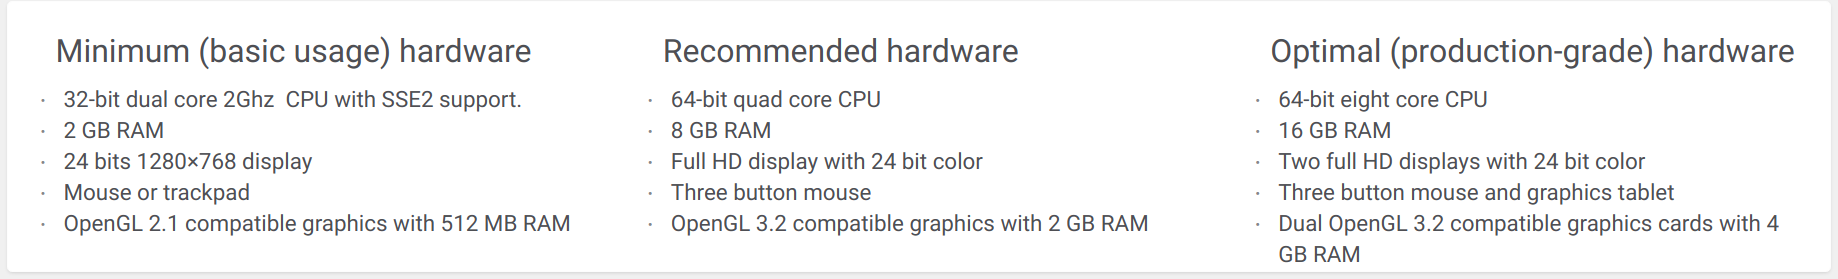 Minimum (basic usage) hardware
· 32-bit dual core 2Ghz  CPU with SSE2 support.
· 2 GB RAM
· 24 bits 1280×768 display
· Mouse or trackpad
· OpenGL 2.1 compatible graphics with 512 MB RAM
Recommended hardware
· 64-bit quad core CPU
· 8 GB RAM
· Full HD display with 24 bit color
· Three button mouse
· OpenGL 3.2 compatible graphics with 2 GB RAM
Optimal (production-grade) hardware
· 64-bit eight core CPU
· 16 GB RAM
· Two full HD displays with 24 bit color
· Three button mouse and graphics tablet
· Dual OpenGL 3.2 compatible graphics cards with 4
GB RAM